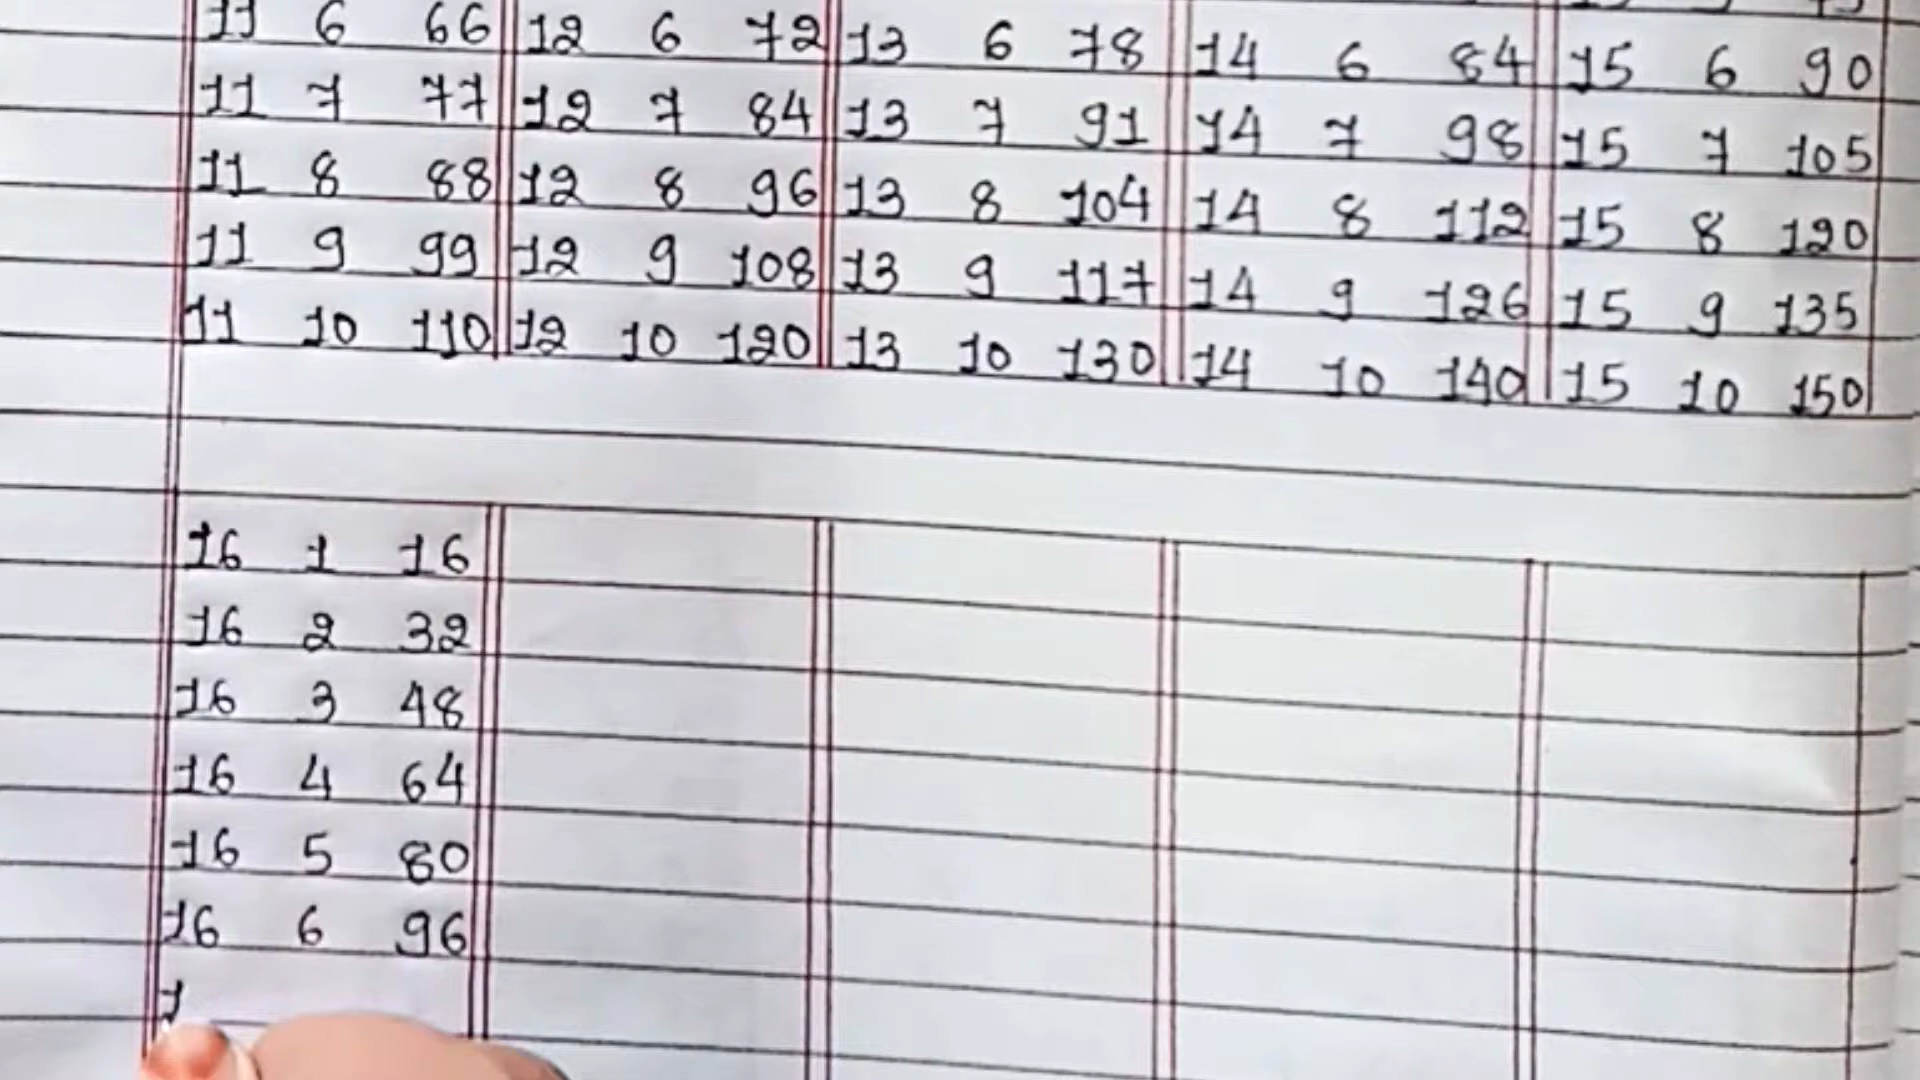 11 6 66 12 6 72 13 6 78 14 6 84 15 6 90
11 7 77 12 7 84 13 7 91 14 7 98 15 7 105
11 8 88 12 8 96 13 8 104 14 8 112 15 8 120
11 9 99 12 9 108 13 9 117 14 9 126 15 9 135
11 10 110 12 10 120 13 10 130 14 10 140 15 10 150
16 1 16
16 2 32
16 3 48
16 4 64
16 5 80
16 6 96
1